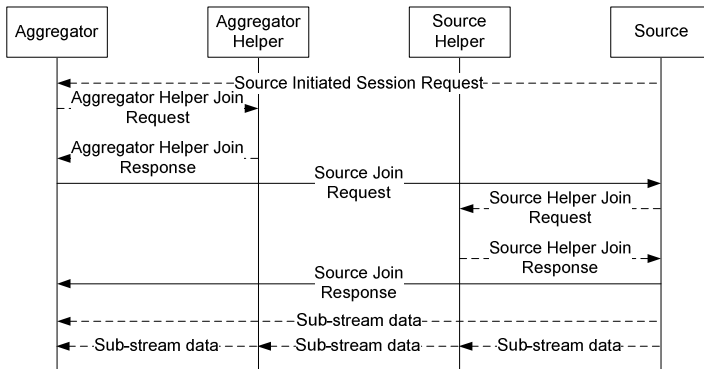 Aggregator
Aggregator
Helper
Source
Helper
Source
Source Initiated Session Request
Aggregator Helper Join
Request
Aggregator Helper Join
Response
Source Join
Request
Source Helper Join
Request
Source Helper Join
Response
Source Join
Response
Sub-stream data
Sub-stream data
Sub-stream data
Sub-stream data